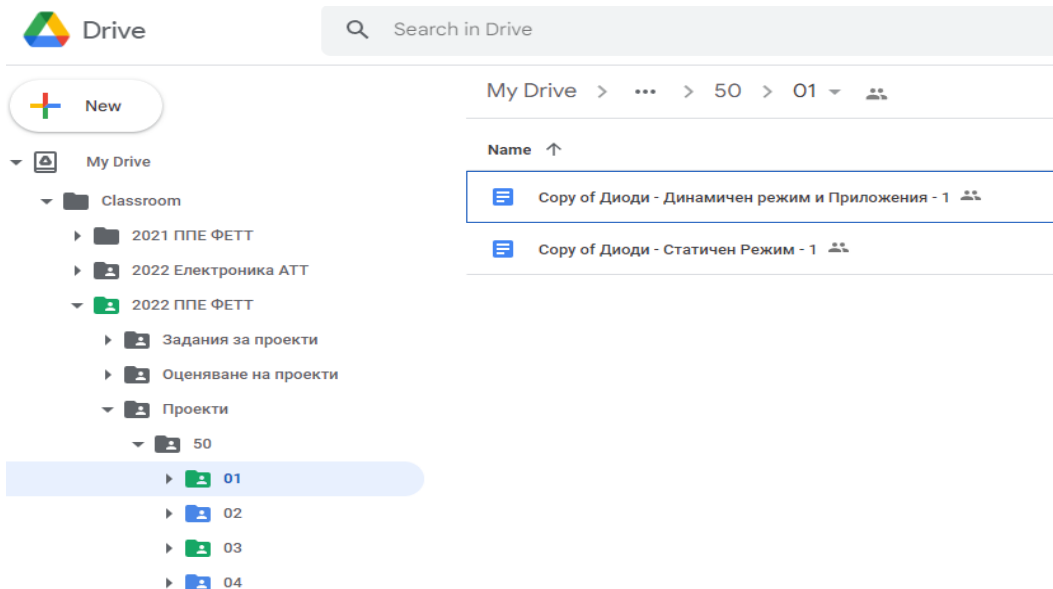 Drive
Search in Drive
New
My Drive > ••• > 50 > 01
Name ↑
My Drive
Classroom
2021 ППЕ ФЕТТ
2022 Електроника АТТ
2022 ППЕ ФЕТТ
Задания за проекти
Оценяване на проекти
Проекти
50
01
02
03
04
Copy of Диоди - Динамичен режим и Приложения - 1
Copy of Диоди - Статичен Режим - 1